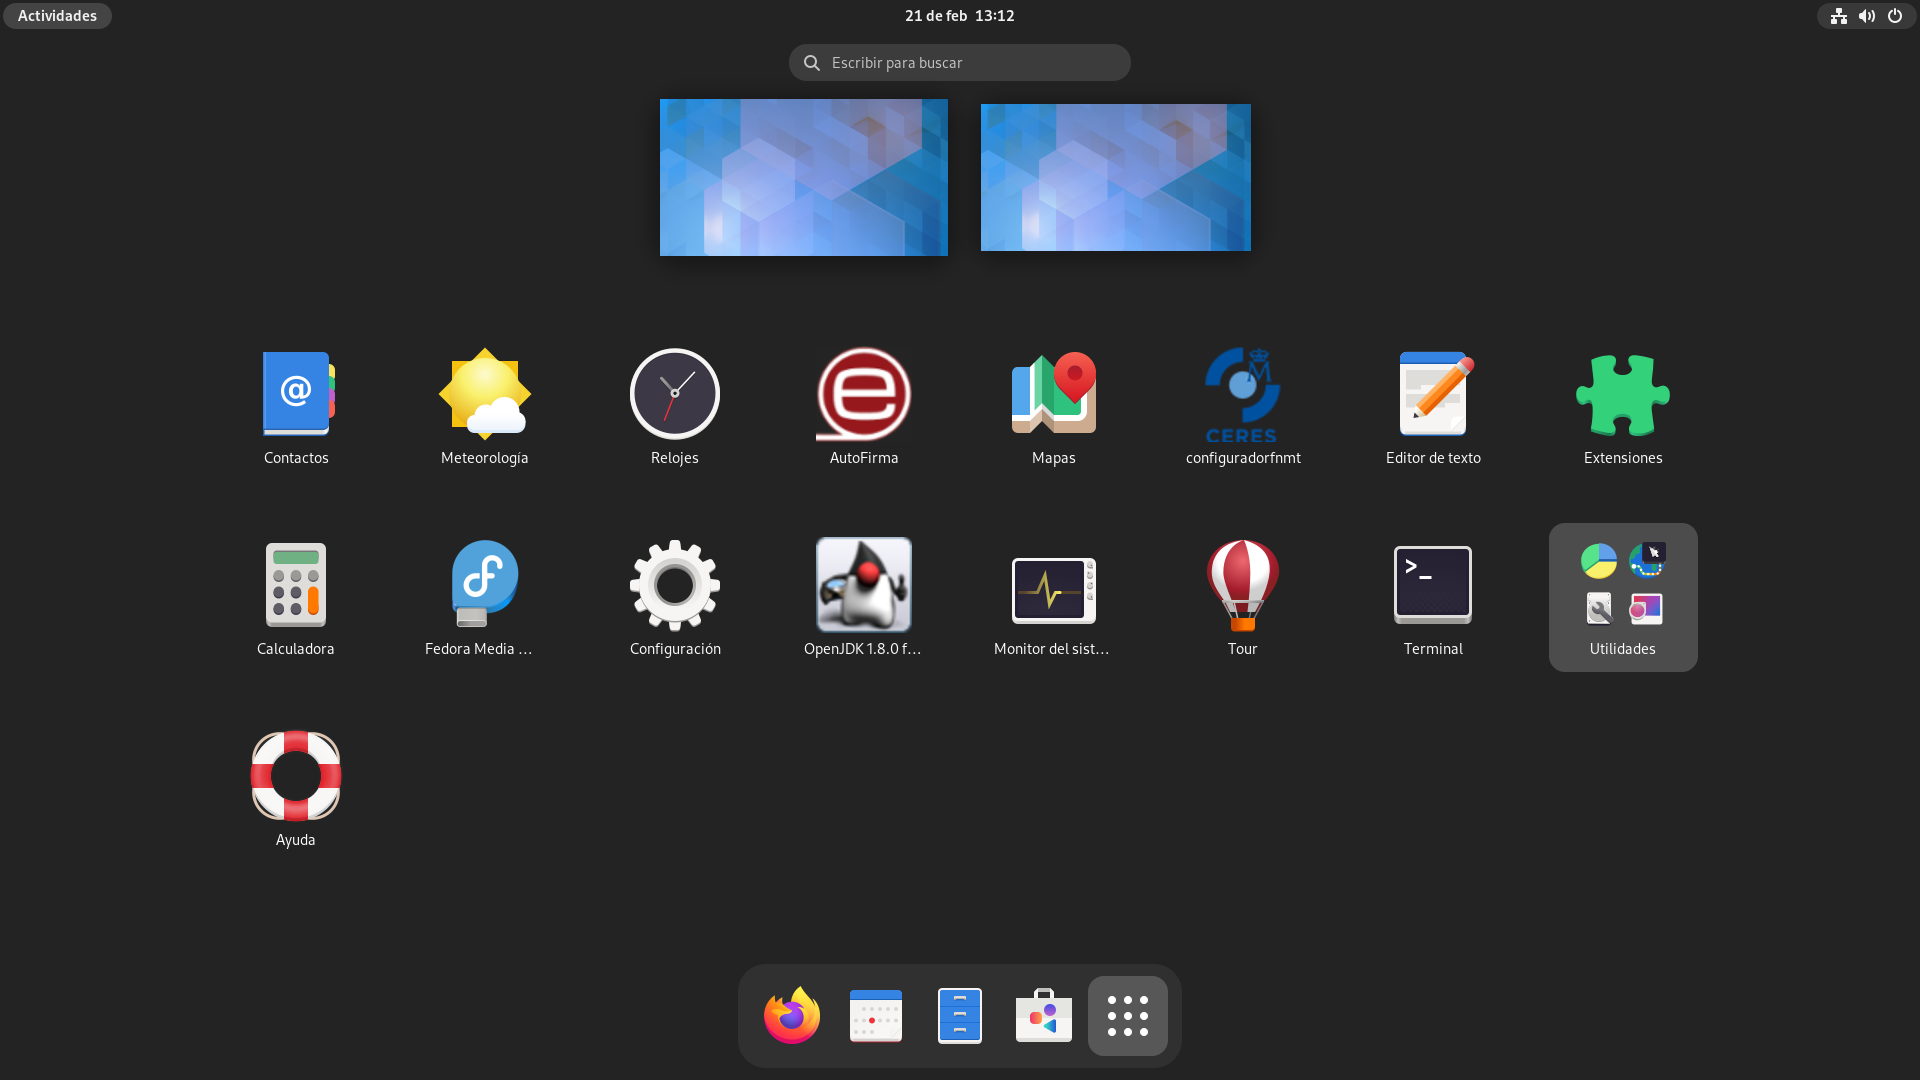 Actividades
21 de feb 13:12
Escribir para buscar
Contactos
Meteorología
Relojes
AutoFirma
Mapas
CERES
configuradorfnmt
Editor de texto
Extensiones
Calculadora
Fedora Media ...
Configuración
OpenJDK 1.8.0 f...
Monitor del sist...
Tour
Terminal
Utilidades
Ayuda